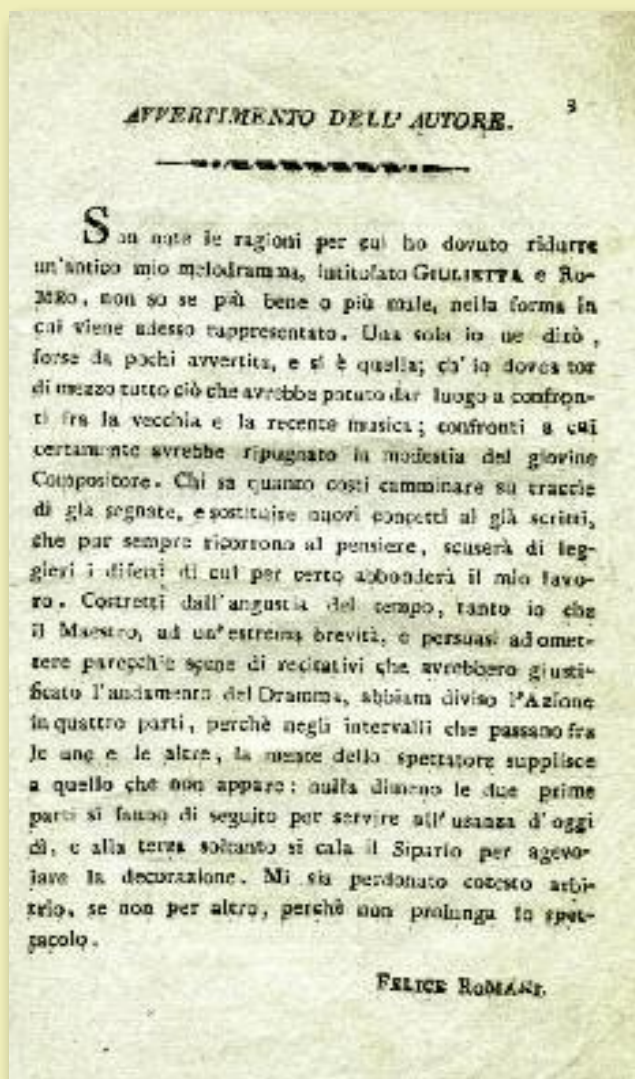 3
AVVERTIMENTO DELL' AUTORE.
Son note le ragioni per cui ho dovuto ridurre
un'antico mio melodramma, intitolato GIULIETTA e RO-
MEO, non so se più bene o più male, nella forma in
cui viene adesso rappresentato. Una sola io ne dirò,
forse da pochi avvertita, e si è quella; ch'io dovea tor
di mezzo tutto ciò che avrebbe potuto dar luogo a confron-
ti fra la vecchia e la recente musica; confronti a cui
certamente avrebbe ripugnato la modestia del giovine
Compositore. Chi sa quanto costi camminare su traccie
di già segnate, e sostituire nuovi concetti ai già scritti,
che pur sempre ricorrono al pensiere, scuserà di leg-
gieri i difetti di cui per certo abbonderà il mio lavo-
ro. Costretti dall'angustia del tempo, tanto io che
il Maestro, ad un'estrema brevità, e persuasi ad omet-
tere parecchie scene di recitativi che avrebbero giusti-
ficato l'andamento del Dramma, abbiam diviso l'Azione
in quattro parti, perchè negli intervalli che passano fra
le une e le altre, la mente dello spettatore supplisce
a quello che non appare: nulla dimeno le due prime
parti si fanno di seguito per servire all'usanza d'oggi
dì, e alla terza soltanto si cala il Sipario per agevo-
lare la decorazione. Mi sia perdonato cotesto arbi-
trio, se non per altro, perchè non prolunga lo spet-
tacolo.
FELICE ROMANI.